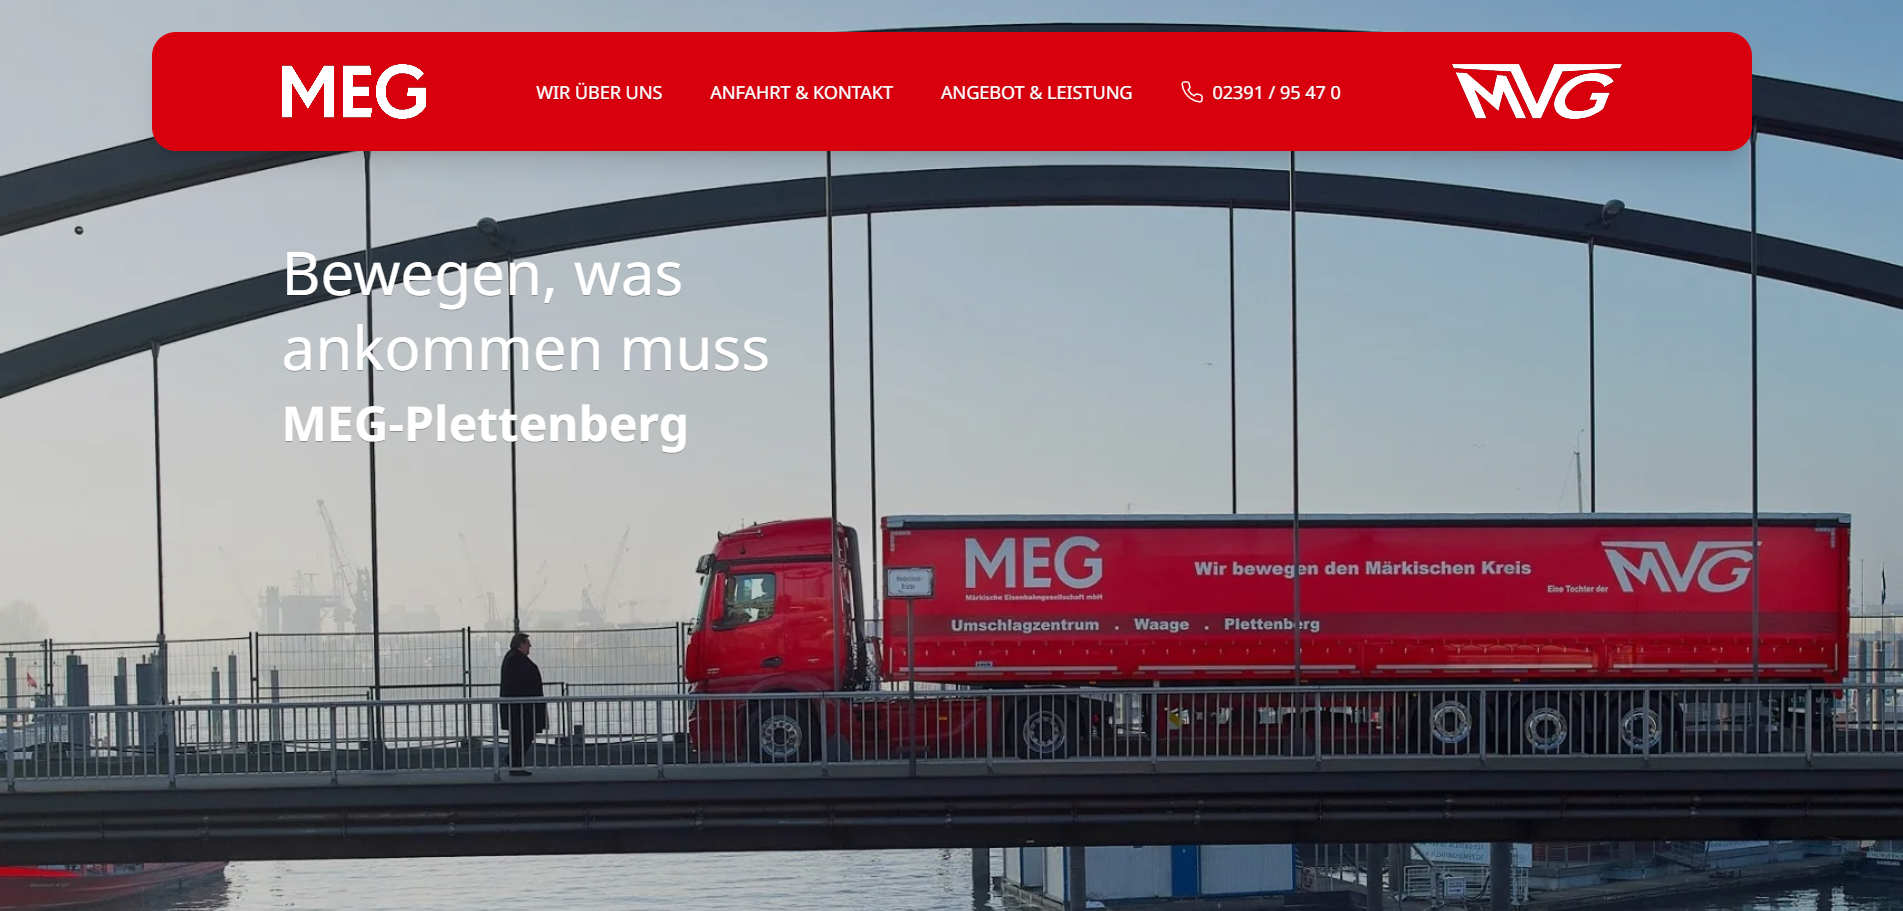 MEG
WIR ÜBER UNS
ANFAHRT & KONTAKT
ANGEBOT & LEISTUNG
02391 / 95 47 0
MVG
Bewegen, was
ankommen muss
MEG-Plettenberg
MEG
Märkische Eisenbahngesellschaft mbH
Wir bewegen den Märkischen Kreis
Eine Tochter der
MVG
Umschlagzentrum . Waage . Plettenberg